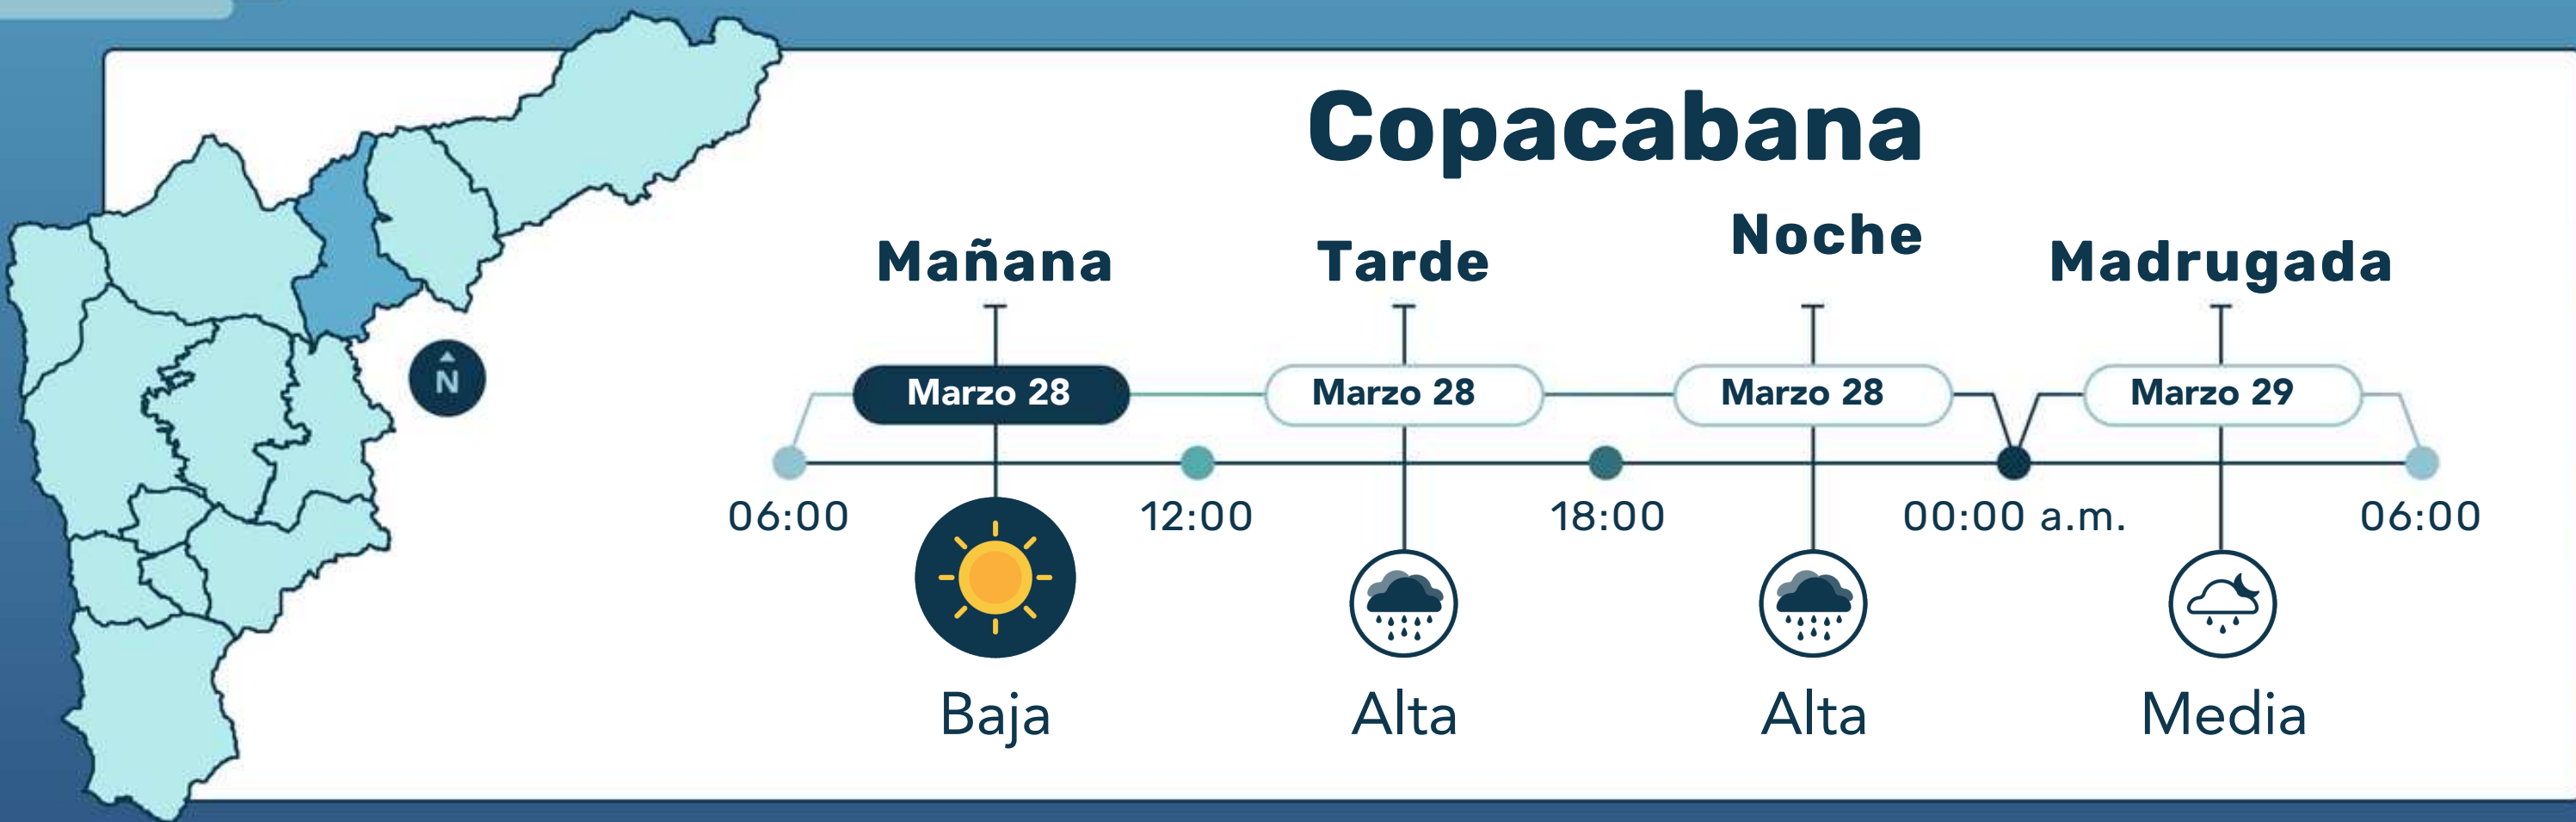 Copacabana
Mañana Tarde Noche Madrugada
Marzo 28 Marzo 28 Marzo 28 Marzo 29
N
06:00 12:00 18:00 00:00 a.m. 06:00
Baja Alta Alta Media